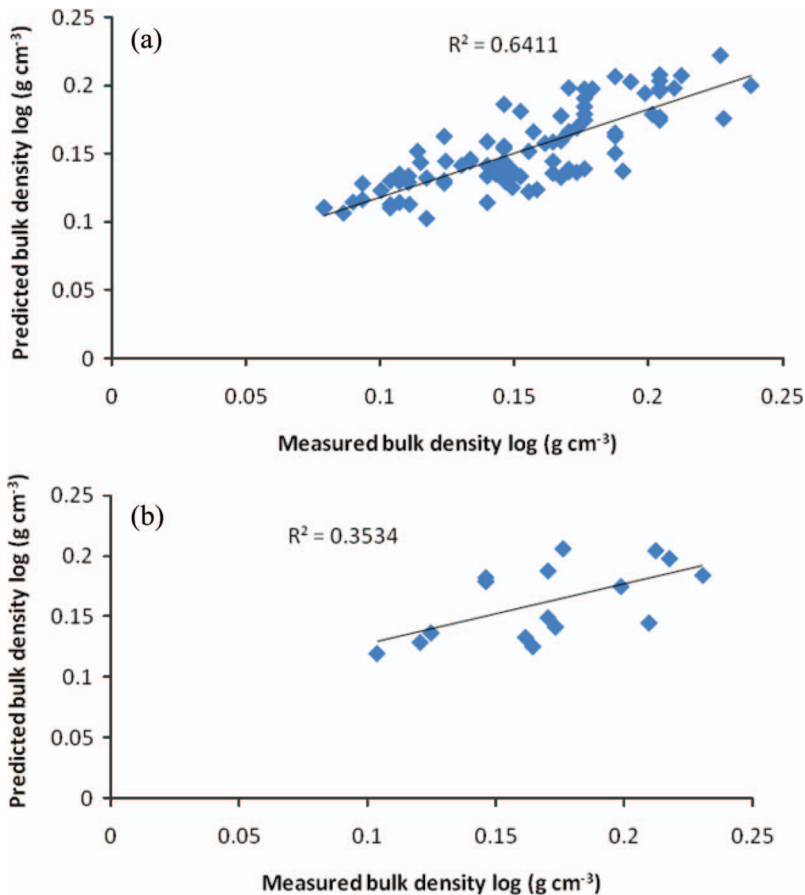 (a)
R² = 0.6411
Predicted bulk density log (g cm⁻³)
0.25
0.2
0.15
0.1
0.05
0
0 0.05 0.1 0.15 0.2 0.25
Measured bulk density log (g cm⁻³)
(b)
R² = 0.3534
Predicted bulk density log (g cm⁻³)
0.25
0.2
0.15
0.1
0.05
0
0 0.05 0.1 0.15 0.2 0.25
Measured bulk density log (g cm⁻³)